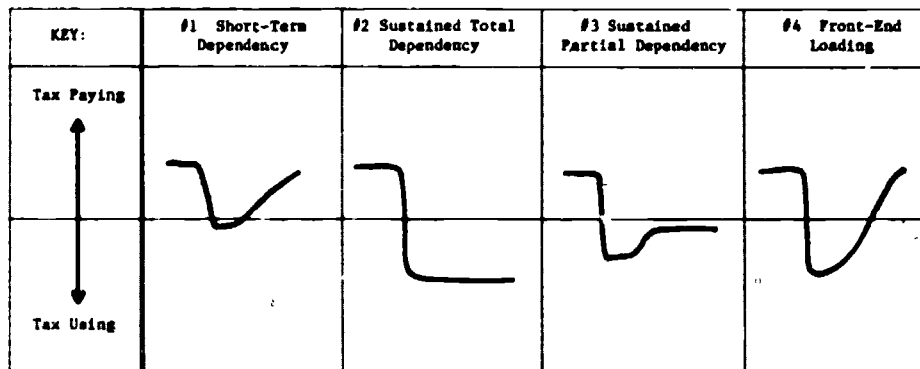 KEY:
#1 Short-Term
Dependency
#2 Sustained Total
Dependency
#3 Sustained
Partial Dependency
#4 Front-End
Loading
Tax Paying
Tax Using